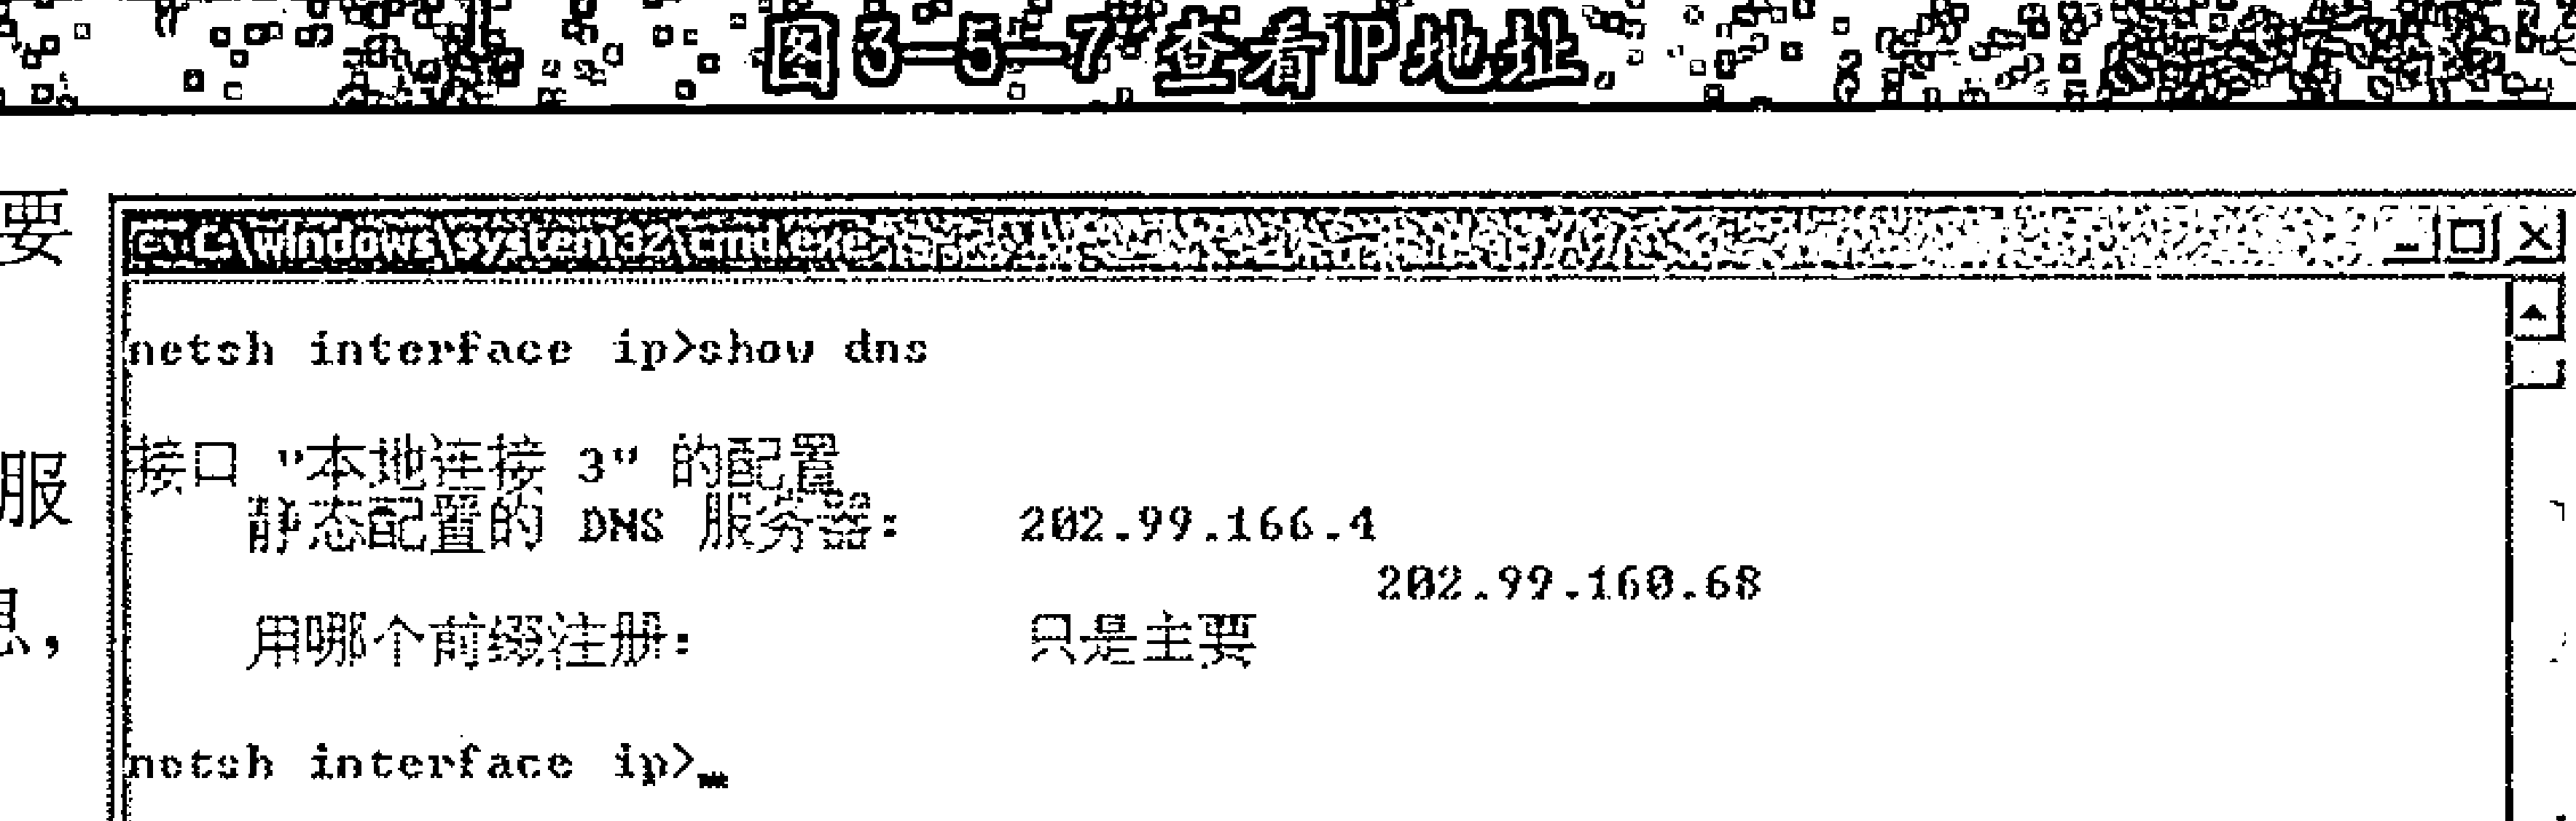 图 3-5-7 查看IP地址
要
C:\windows\system32\cmd.exe
netsh interface ip>show dns
服
接口 "本地连接 3" 的配置
静态配置的 DNS 服务器: 202.99.166.4
202.99.160.68
息,
用哪个前缀注册: 只是主要
netsh interface ip>_